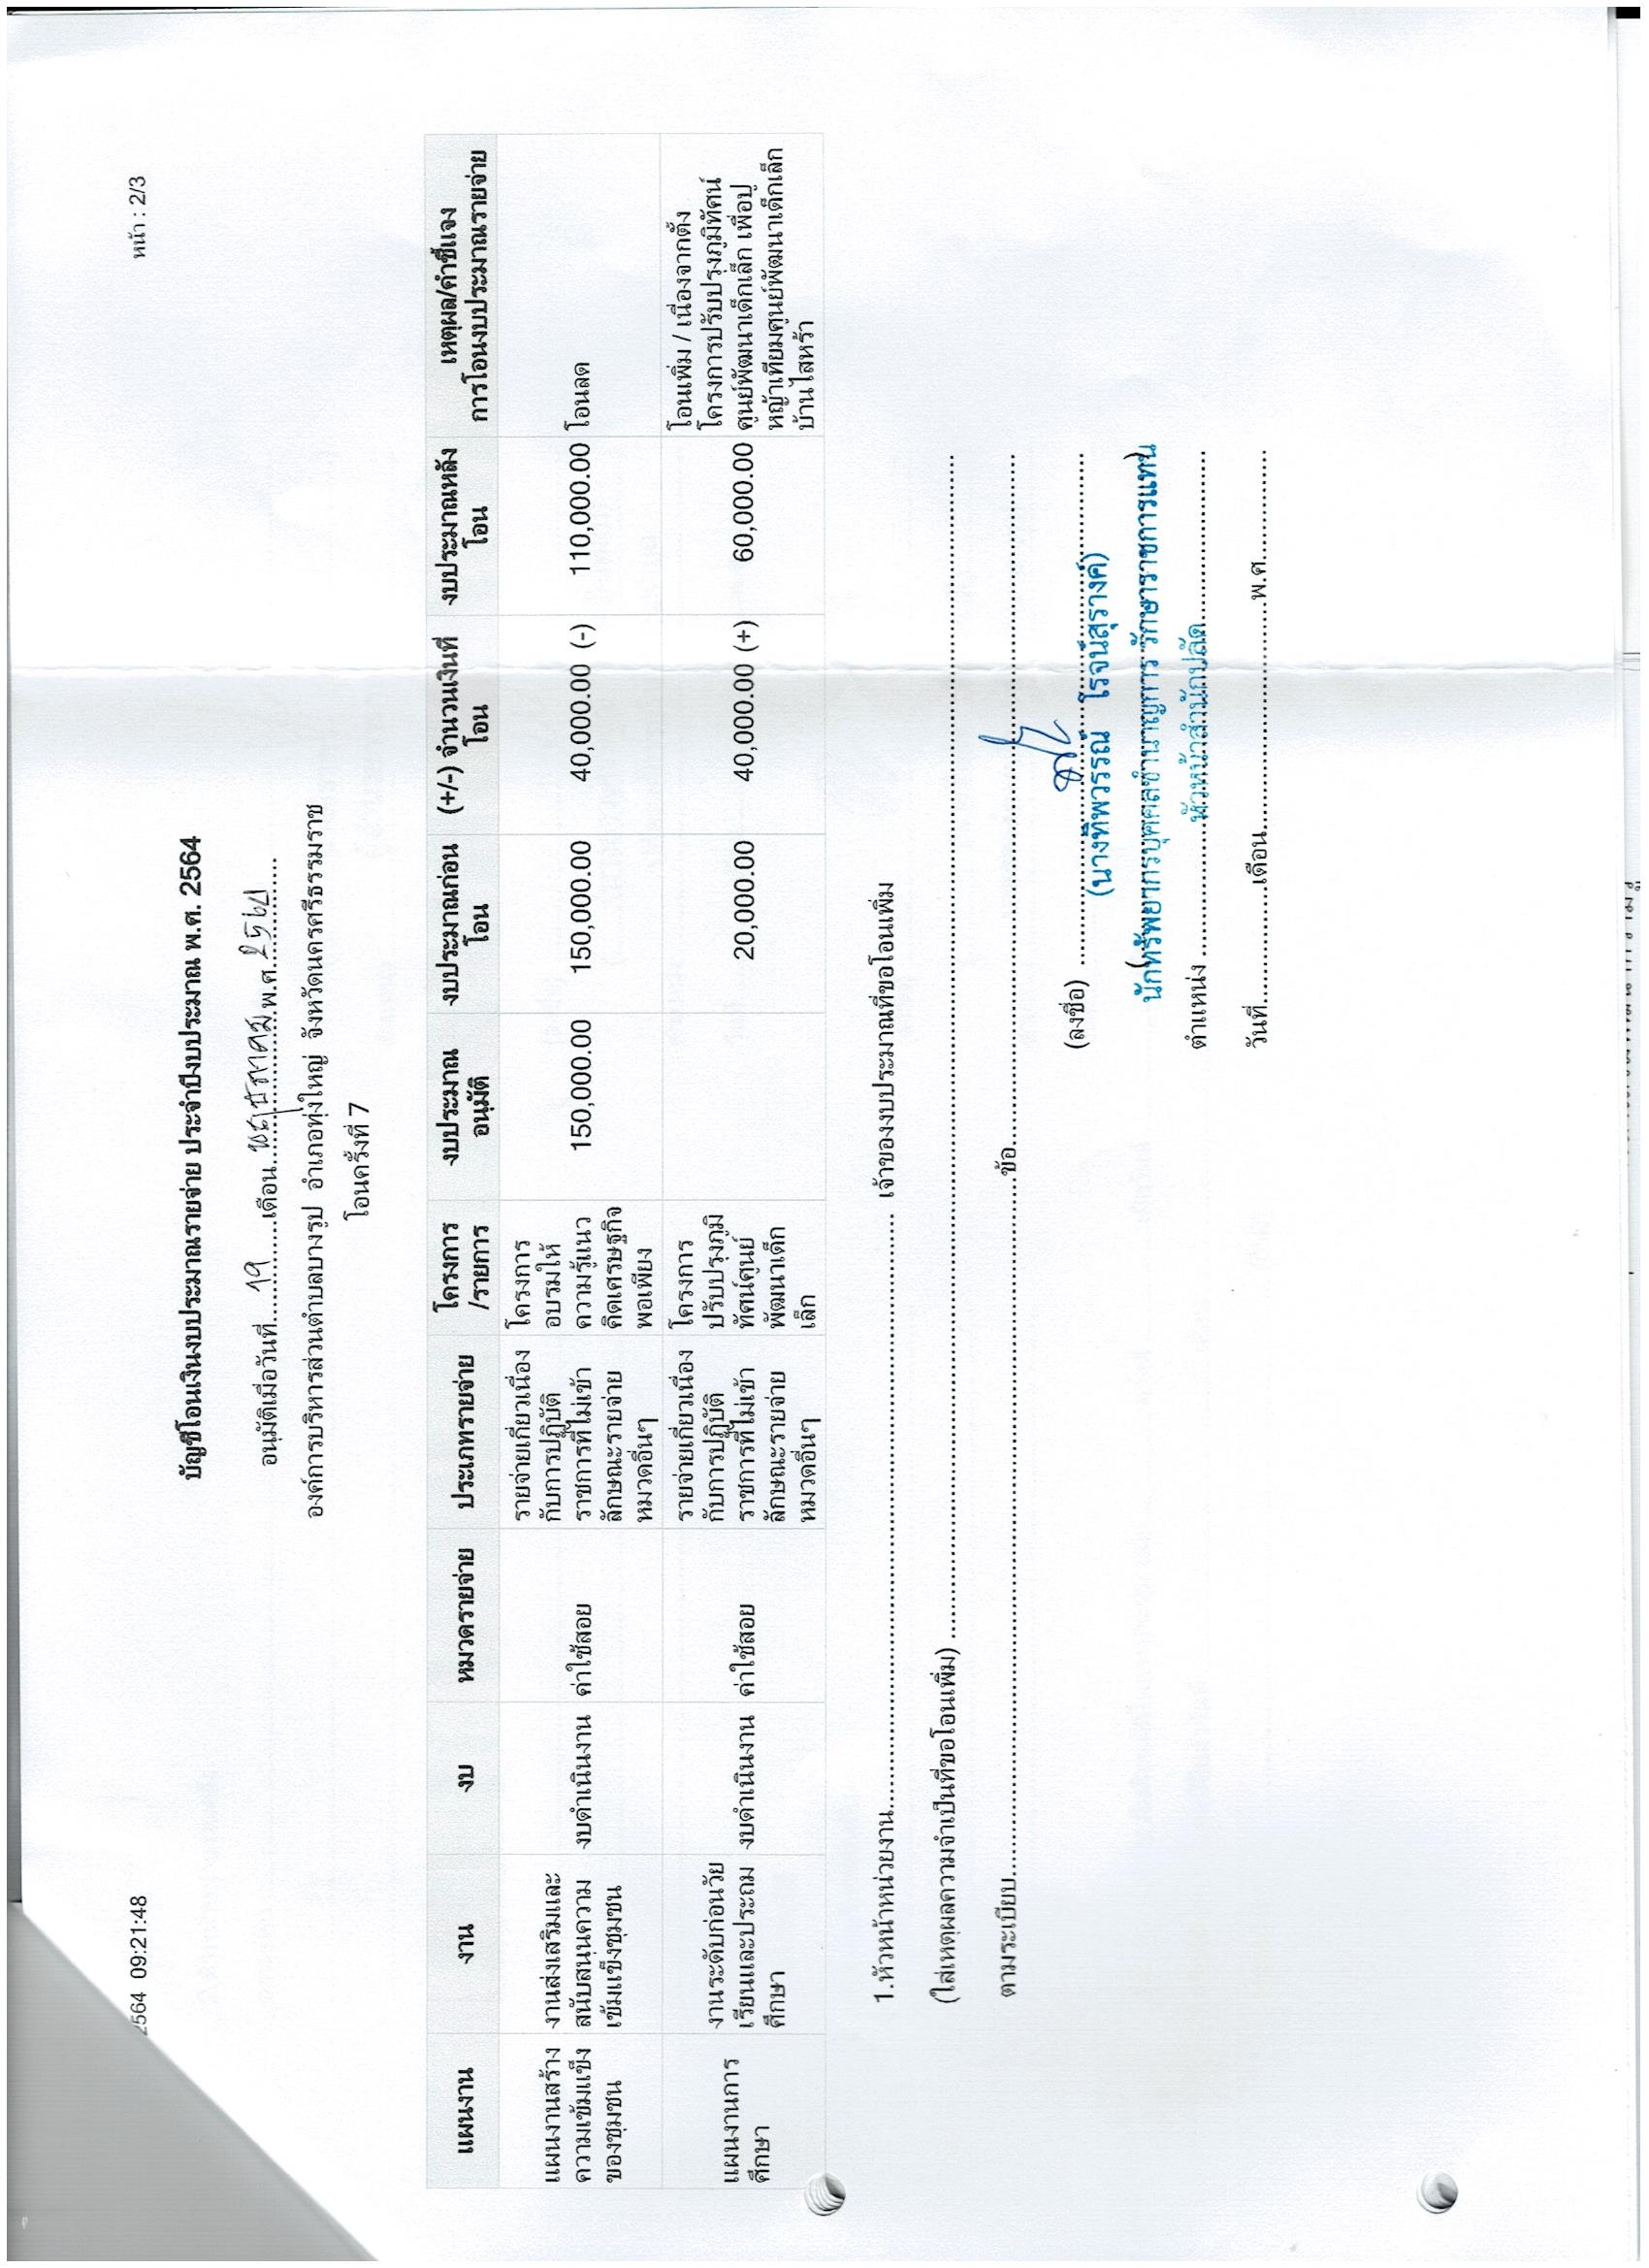 2564 09:21:48
หน้า : 2/3
บัญชีโอนเงินงบประมาณรายจ่าย ประจำปีงบประมาณ พ.ศ. 2564
อนุมัติเมื่อวันที่....19......เดือน...พฤษภาคม.พ.ศ...2564....
องค์การบริหารส่วนตำบลบางรูป อำเภอทุ่งใหญ่ จังหวัดนครศรีธรรมราช
โอนครั้งที่ 7
แผนงาน งาน งบ หมวดรายจ่าย ประเภทรายจ่าย โครงการ /รายการ งบประมาณ อนุมัติ งบประมาณก่อน โอน (+/-) จำนวนเงินที่ โอน งบประมาณหลัง โอน เหตุผล/คำชี้แจง การโอนงบประมาณรายจ่าย
แผนงานสร้าง ความเข้มแข็ง ของชุมชน งานส่งเสริมและ สนับสนุนความ เข้มแข็งชุมชน งบดำเนินงาน ค่าใช้สอย รายจ่ายเกี่ยวเนื่อง กับการปฏิบัติ ราชการที่ไม่เข้า ลักษณะรายจ่าย หมวดอื่นๆ โครงการ อบรมให้ ความรู้แนว คิดเศรษฐกิจ พอเพียง 150,000.00 150,000.00 40,000.00 (-) 110,000.00 โอนลด
แผนงานการ ศึกษา งานระดับก่อนวัย เรียนและประถม ศึกษา งบดำเนินงาน ค่าใช้สอย รายจ่ายเกี่ยวเนื่อง กับการปฏิบัติ ราชการที่ไม่เข้า ลักษณะรายจ่าย หมวดอื่นๆ โครงการ ปรับปรุงภูมิ ทัศน์ศูนย์ พัฒนาเด็ก เล็ก 20,000.00 40,000.00 (+) 60,000.00 โอนเพิ่ม / เนื่องจากตั้ง โครงการปรับปรุงภูมิทัศน์ ศูนย์พัฒนาเด็กเล็ก เพื่อปู หญ้าเทียมศูนย์พัฒนาเด็กเล็ก บ้านไสหร้า
1.หัวหน้าหน่วยงาน........................................ เจ้าของงบประมาณที่ขอโอนเพิ่ม
(ใส่เหตุผลความจำเป็นที่ขอโอนเพิ่ม) ........................................
ตามระเบียบ........................................ข้อ........................................
(ลงชื่อ) ........................................
(นางทิพวรรณ์ โรจน์สุรางค์)
นักทรัพยากรบุคคลชำนาญการ รักษาราชการแทน
ตำแหน่ง ..........หัวหน้าสำนักปลัด..........
วันที่....................เดือน....................พ.ศ....................